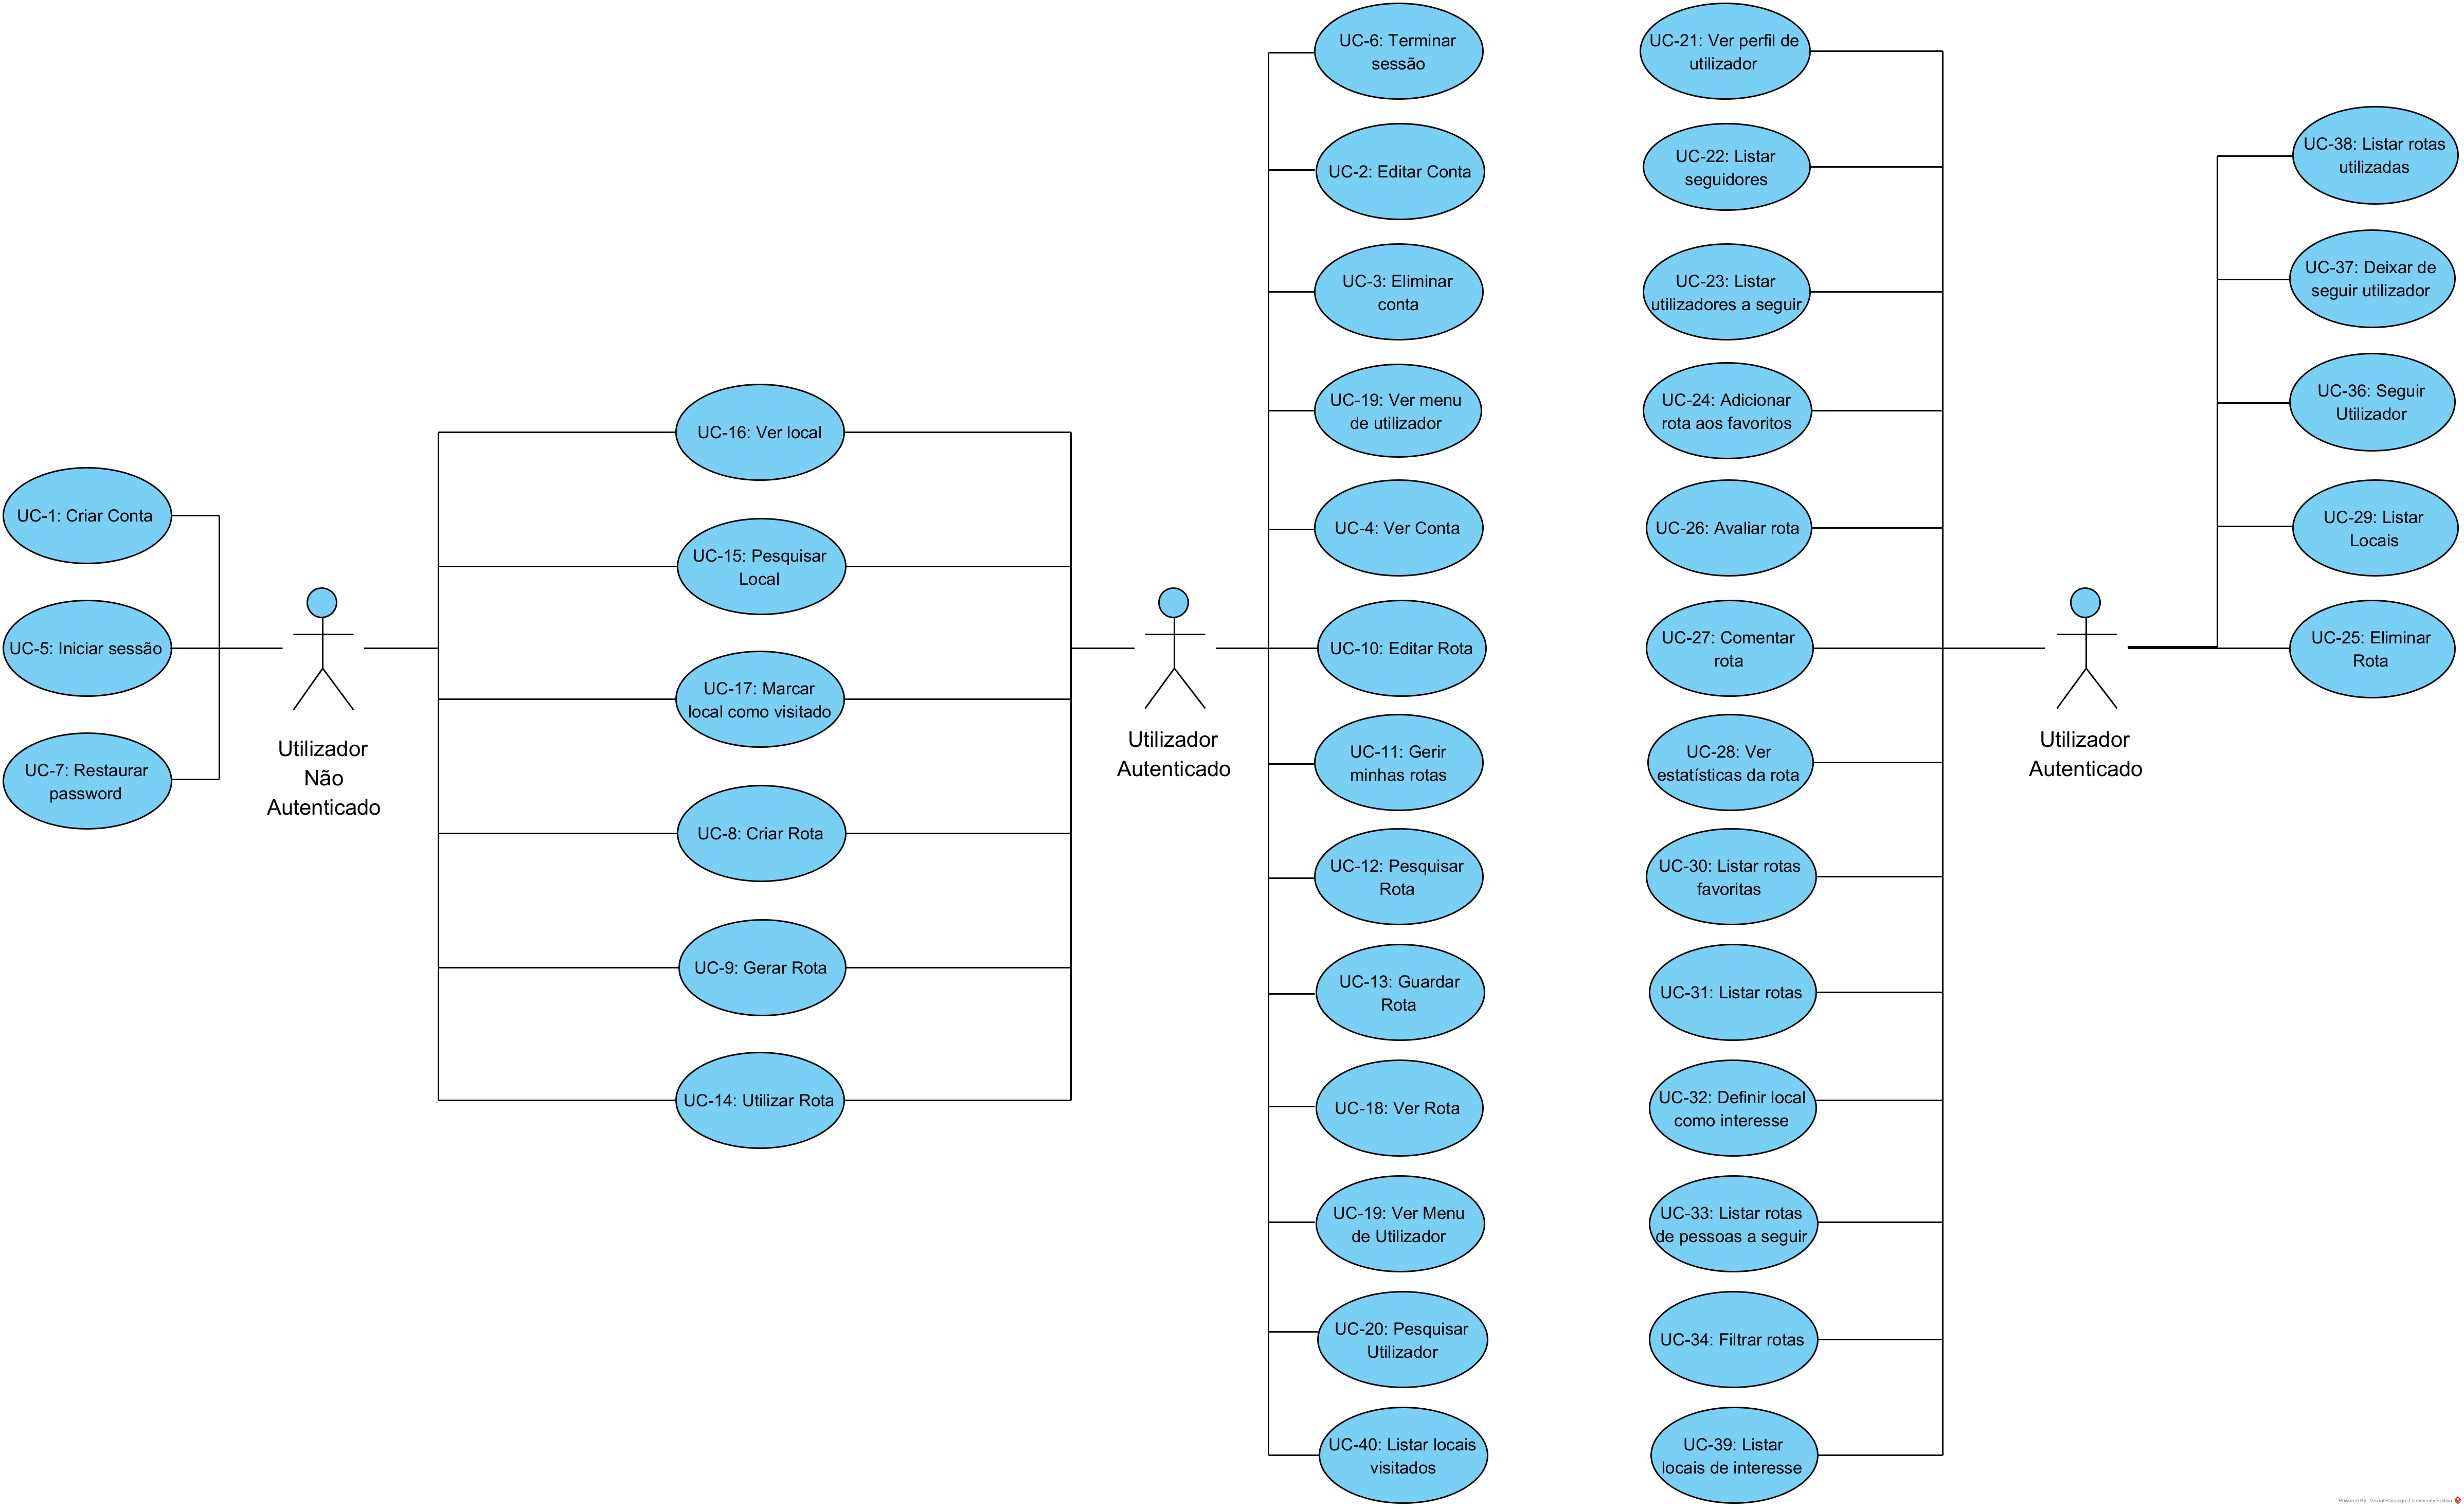 UC-1: Criar Conta
UC-5: Iniciar sessão
UC-7: Restaurar
password
Utilizador
Não
Autenticado
UC-16: Ver local
UC-15: Pesquisar
Local
UC-17: Marcar
local como visitado
UC-8: Criar Rota
UC-9: Gerar Rota
UC-14: Utilizar Rota
Utilizador
Autenticado
UC-6: Terminar
sessão
UC-2: Editar Conta
UC-3: Eliminar
conta
UC-19: Ver menu
de utilizador
UC-4: Ver Conta
UC-10: Editar Rota
UC-11: Gerir
minhas rotas
UC-12: Pesquisar
Rota
UC-13: Guardar
Rota
UC-18: Ver Rota
UC-19: Ver Menu
de Utilizador
UC-20: Pesquisar
Utilizador
UC-40: Listar locais
visitados
UC-21: Ver perfil de
utilizador
UC-22: Listar
seguidores
UC-23: Listar
utilizadores a seguir
UC-24: Adicionar
rota aos favoritos
UC-26: Avaliar rota
UC-27: Comentar
rota
UC-28: Ver
estatísticas da rota
UC-30: Listar rotas
favoritas
UC-31: Listar rotas
UC-32: Definir local
como interesse
UC-33: Listar rotas
de pessoas a seguir
UC-34: Filtrar rotas
UC-39: Listar
locais de interesse
Utilizador
Autenticado
UC-38: Listar rotas
utilizadas
UC-37: Deixar de
seguir utilizador
UC-36: Seguir
Utilizador
UC-29: Listar
Locais
UC-25: Eliminar
Rota
Powered By Visual Paradigm Community Edition